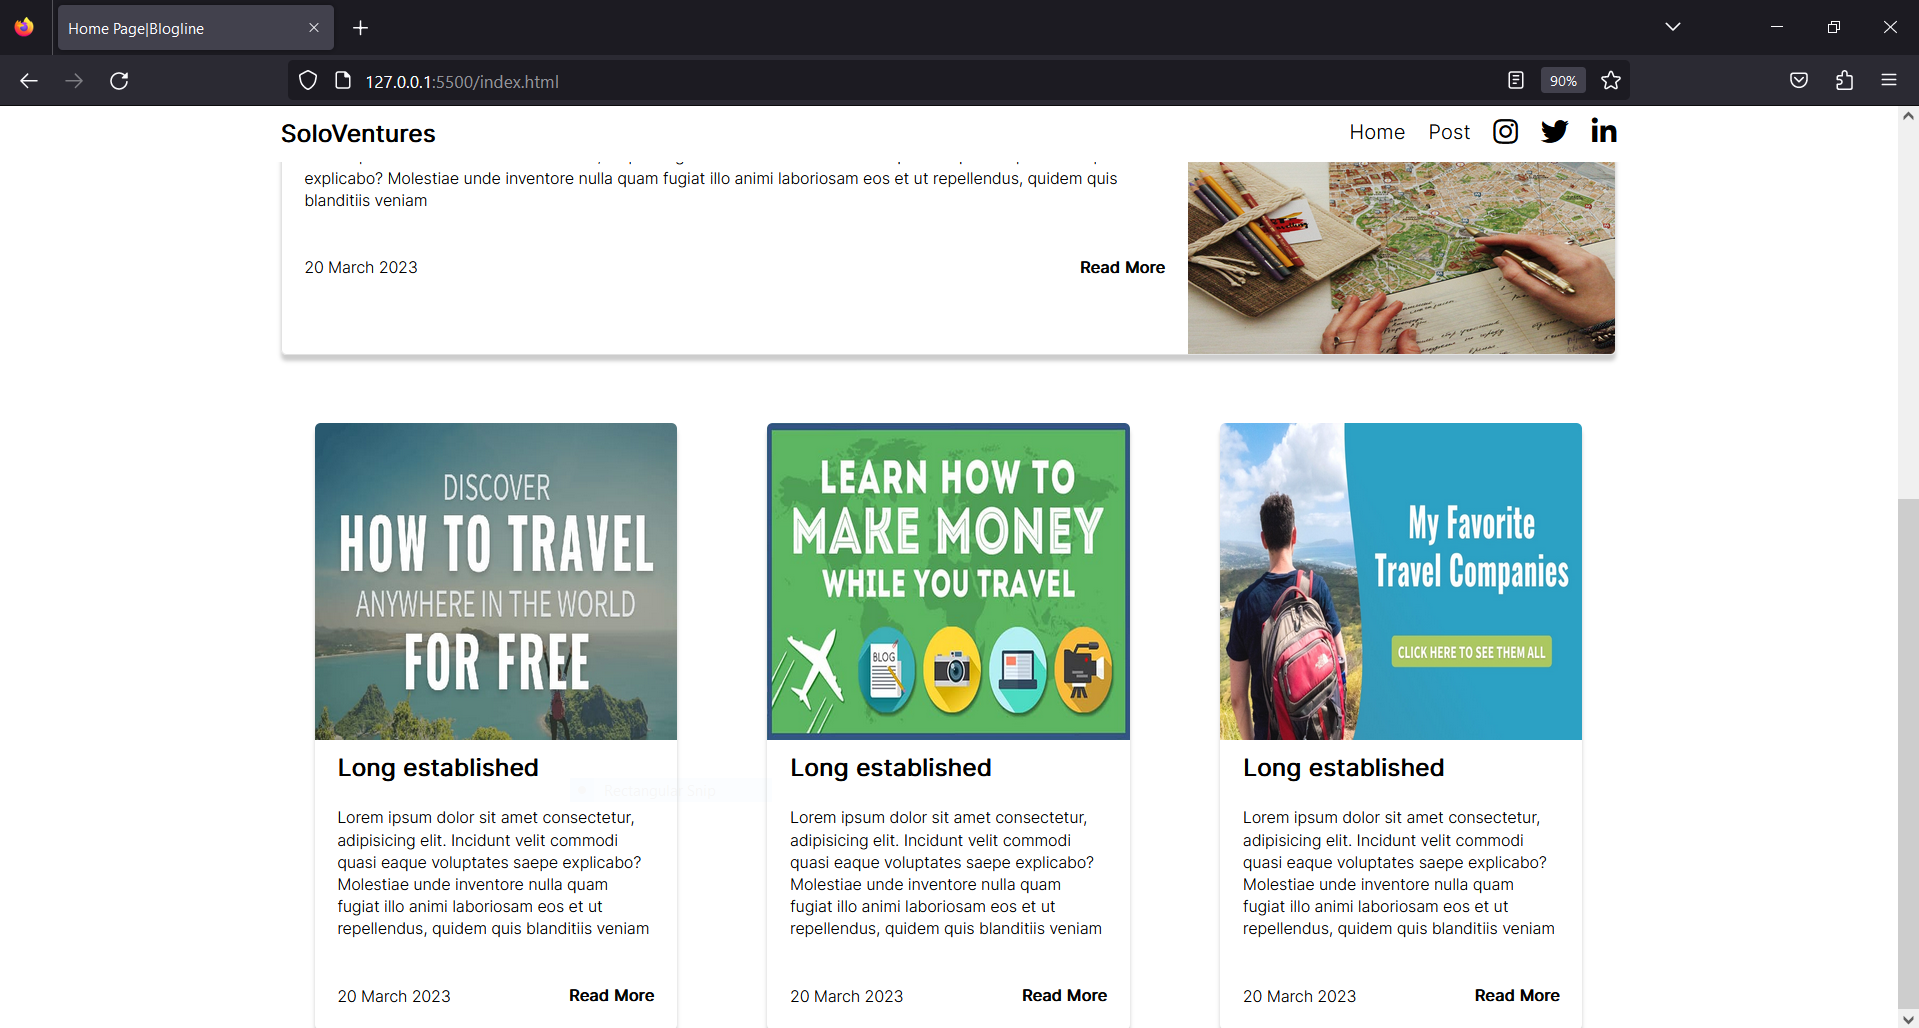 Home Page|Blogline
127.0.0.1:5500/index.html
90%
SoloVentures
Home Post
explicabo? Molestiae unde inventore nulla quam fugiat illo animi laboriosam eos et ut repellendus, quidem quis
blanditiis veniam
20 March 2023
Read More
DISCOVER
HOW TO TRAVEL
ANYWHERE IN THE WORLD
FOR FREE
Long established
Lorem ipsum dolor sit amet consectetur,
adipisicing elit. Incidunt velit commodi
quasi eaque voluptates saepe explicabo?
Molestiae unde inventore nulla quam
fugiat illo animi laboriosam eos et ut
repellendus, quidem quis blanditiis veniam
20 March 2023
Read More
Rectangular Snip
LEARN HOW TO
MAKE MONEY
WHILE YOU TRAVEL
BLOG
Long established
Lorem ipsum dolor sit amet consectetur,
adipisicing elit. Incidunt velit commodi
quasi eaque voluptates saepe explicabo?
Molestiae unde inventore nulla quam
fugiat illo animi laboriosam eos et ut
repellendus, quidem quis blanditiis veniam
20 March 2023
Read More
My Favorite
Travel Companies
CLICK HERE TO SEE THEM ALL
Long established
Lorem ipsum dolor sit amet consectetur,
adipisicing elit. Incidunt velit commodi
quasi eaque voluptates saepe explicabo?
Molestiae unde inventore nulla quam
fugiat illo animi laboriosam eos et ut
repellendus, quidem quis blanditiis veniam
20 March 2023
Read More